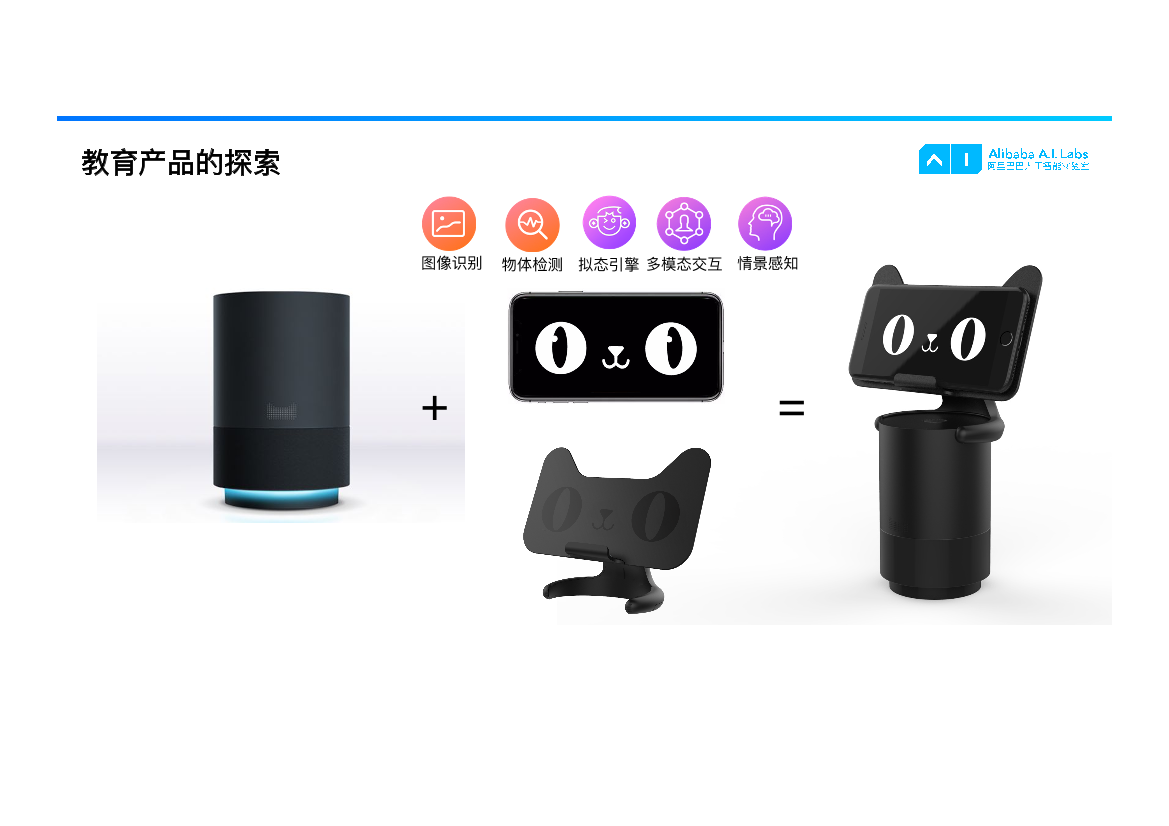 教育产品的探索
Alibaba A.I. Labs
阿里巴巴人工智能实验室
图像识别 物体检测 拟态引擎 多模态交互 情景感知
+
=